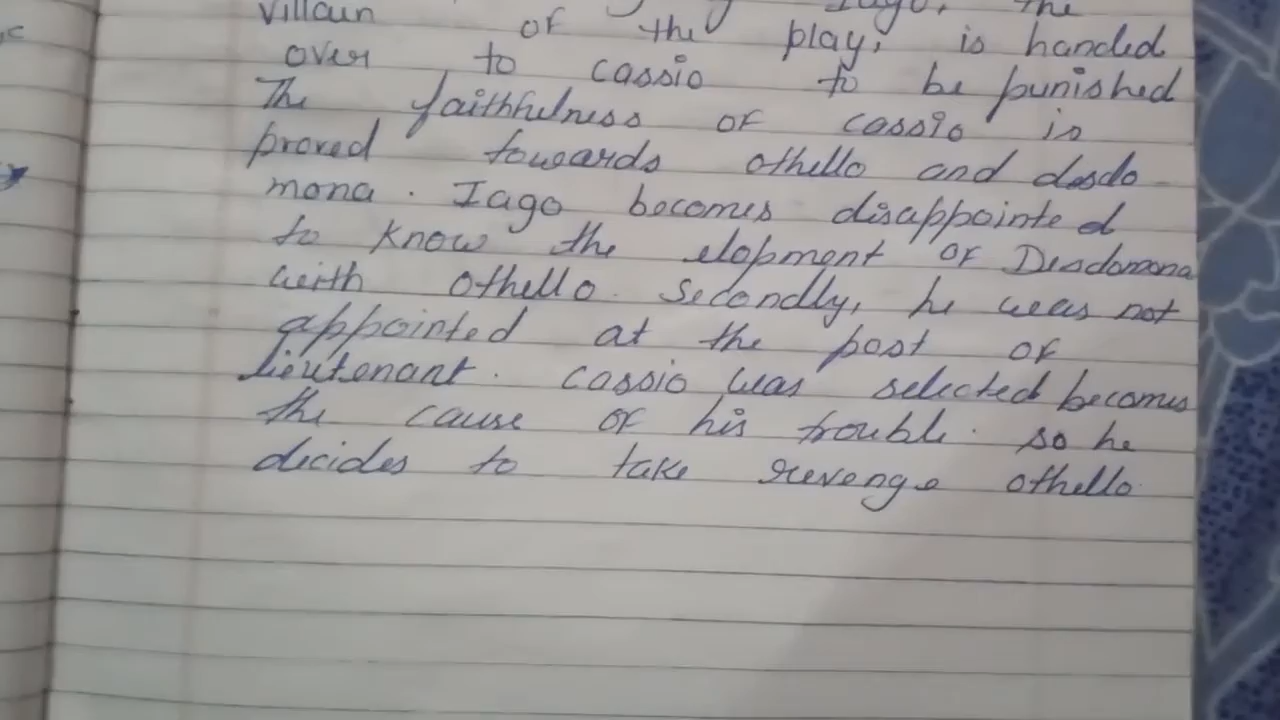 Iago, the
villain of the play, is handed
over to cassio to be punished
The faithfulness of cassio is
proved towards othello and desdo
mona. Iago becomes disappointed
to know the elopment of Desdomona
with othello. Secondly, he was not
appointed at the post of
lieutenant. cassio was selected becomes
the cause of his trouble. so he
decides to take revenge othello